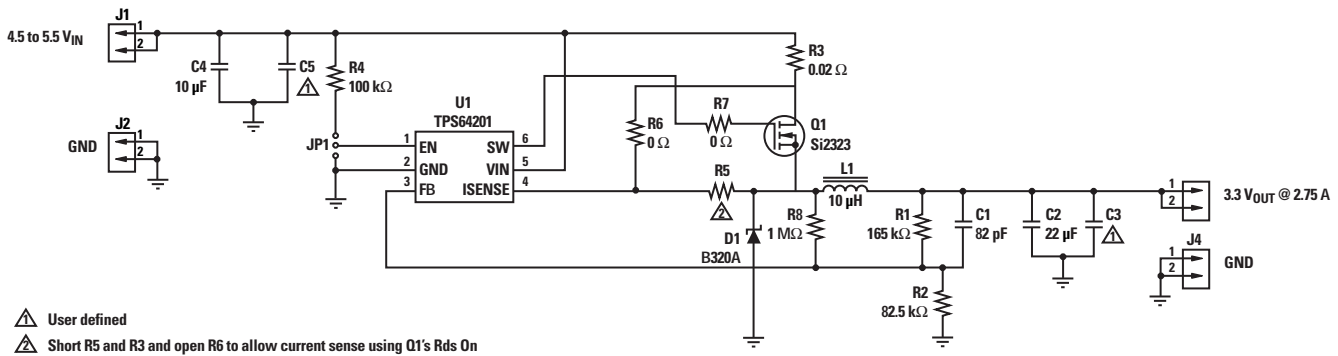 J1
4.5 to 5.5 VIN
1
2
C4
10 µF
C5
1
R4
100 kΩ
R3
0.02 Ω
J2
GND
1
2
JP1
U1
TPS64201
1 EN
2 GND
3 FB
SW 6
VIN 5
ISENSE 4
R6
0 Ω
R7
0 Ω
Q1
Si2323
R5
2
L1
10 µH
D1
B320A
R8
1 MΩ
R1
165 kΩ
C1
82 pF
C2
22 µF
C3
1
R2
82.5 kΩ
1
2
3.3 VOUT @ 2.75 A
J4
1
2
GND
1 User defined
2 Short R5 and R3 and open R6 to allow current sense using Q1's Rds On